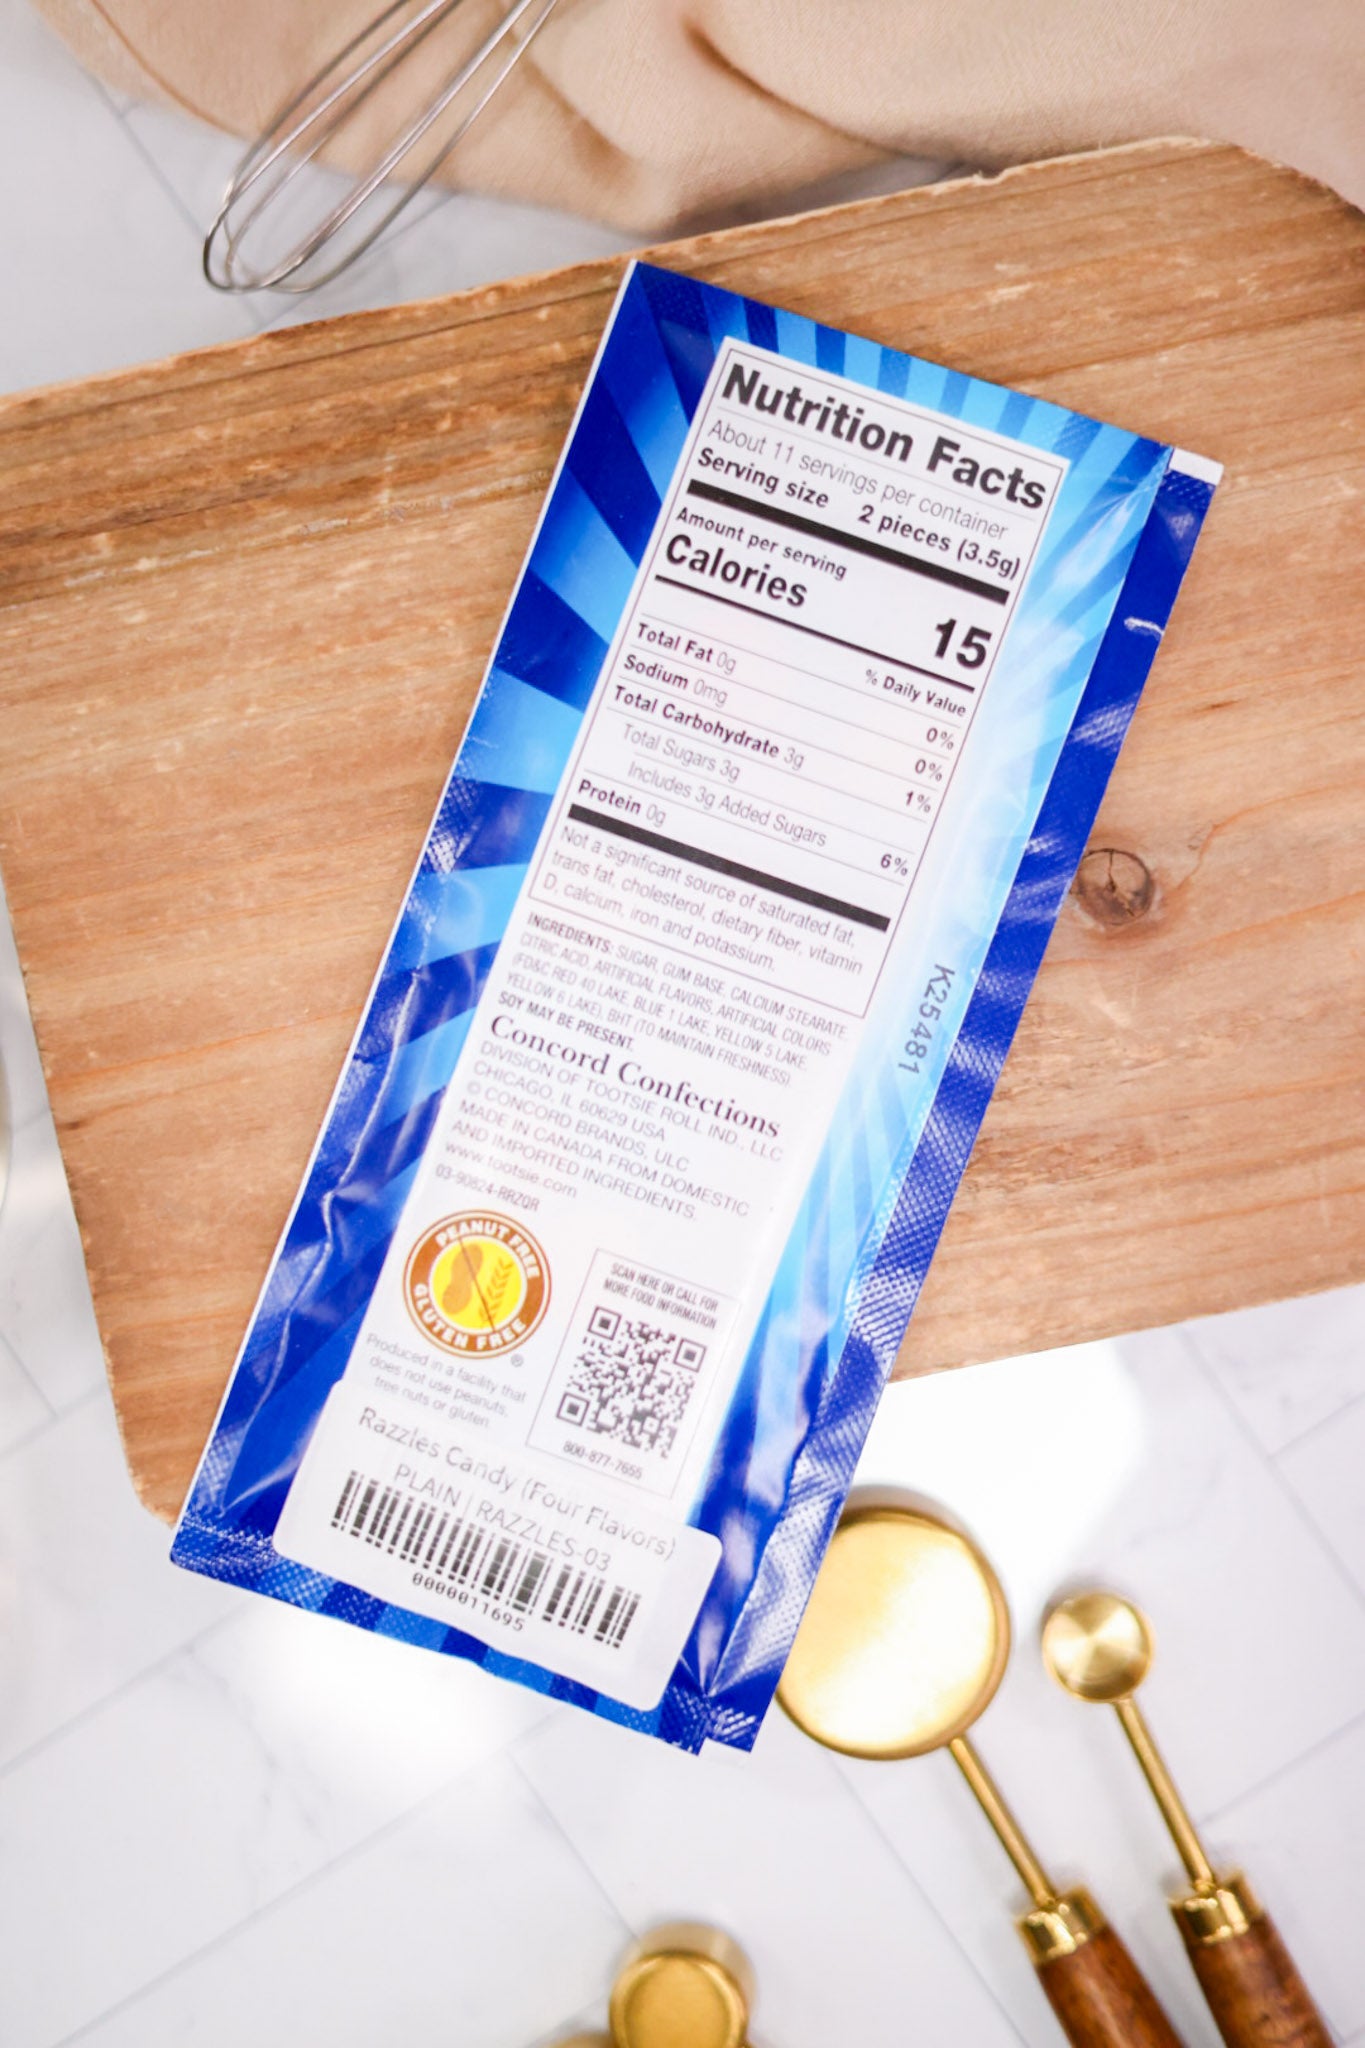 Nutrition Facts
About 11 servings per container
Serving size 2 pieces (3.5g)
Amount per serving
Calories 15
% Daily Value
Total Fat 0g 0%
Sodium 0mg 0%
Total Carbohydrate 3g 1%
Total Sugars 3g
Includes 3g Added Sugars 6%
Protein 0g
Not a significant source of saturated fat,
trans fat, cholesterol, dietary fiber, vitamin
D, calcium, iron and potassium.
INGREDIENTS: SUGAR, GUM BASE, CALCIUM STEARATE,
CITRIC ACID, ARTIFICIAL FLAVORS, ARTIFICIAL COLORS
(FD&C RED 40 LAKE, BLUE 1 LAKE, YELLOW 5 LAKE,
YELLOW 6 LAKE), BHT (TO MAINTAIN FRESHNESS).
SOY MAY BE PRESENT.
Concord Confections
DIVISION OF TOOTSIE ROLL IND., LLC
CHICAGO, IL 60629 USA
© CONCORD BRANDS, ULC
MADE IN CANADA FROM DOMESTIC
AND IMPORTED INGREDIENTS.
www.tootsie.com
03-90824-RRZQR
K25481
PEANUT FREE
GLUTEN FREE
®
Produced in a facility that
does not use peanuts,
tree nuts or gluten.
SCAN HERE OR CALL FOR
MORE FOOD INFORMATION
800-877-7655
Razzles Candy (Four Flavors)
PLAIN | RAZZLES-03
0000011695